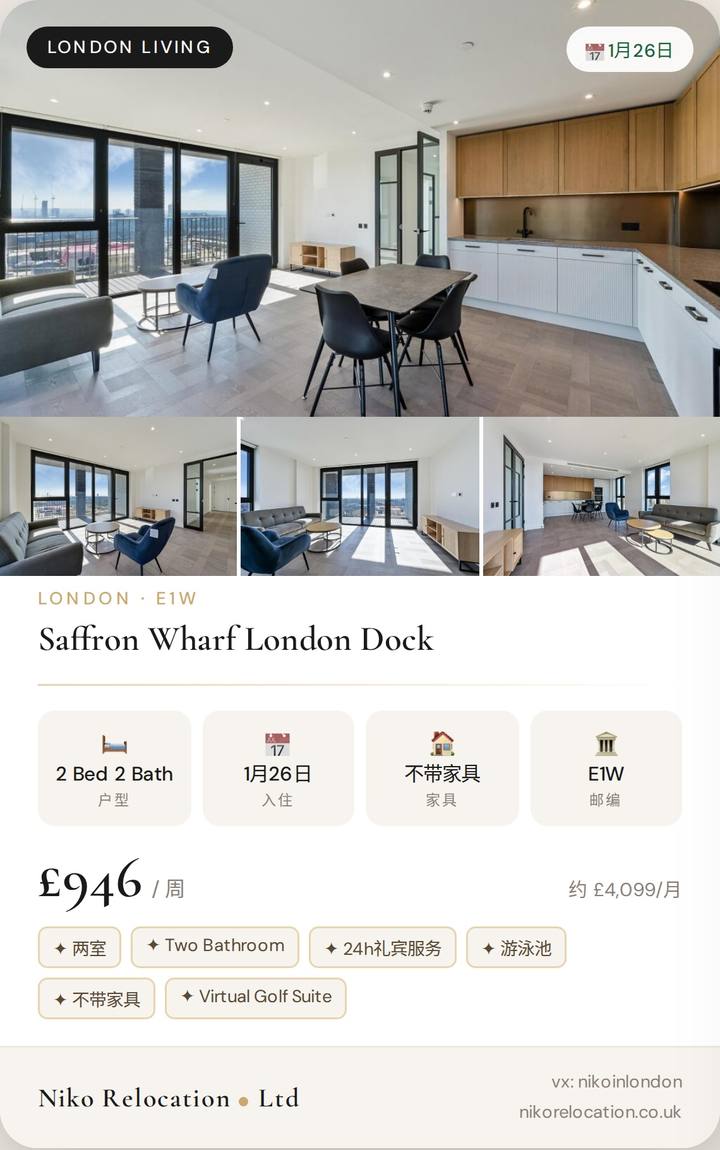 LONDON LIVING
1月26日
LONDON · E1W
Saffron Wharf London Dock
2 Bed 2 Bath
户型
1月26日
入住
不带家具
家具
E1W
邮编
£946 / 周
约 £4,099/月
✦ 两室
✦ Two Bathroom
✦ 24h礼宾服务
✦ 游泳池
✦ 不带家具
✦ Virtual Golf Suite
Niko Relocation ● Ltd
vx: nikoinlondon
nikorelocation.co.uk